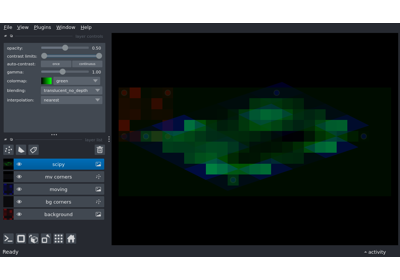 File View Plugins Window Help
opacity: 0.50
contrast limits:
auto-contrast: once continuous
gamma: 1.00
colormap: green
blending: translucent_no_depth
interpolation: nearest
scipy
mv corners
moving
bg corners
background
Ready
activity